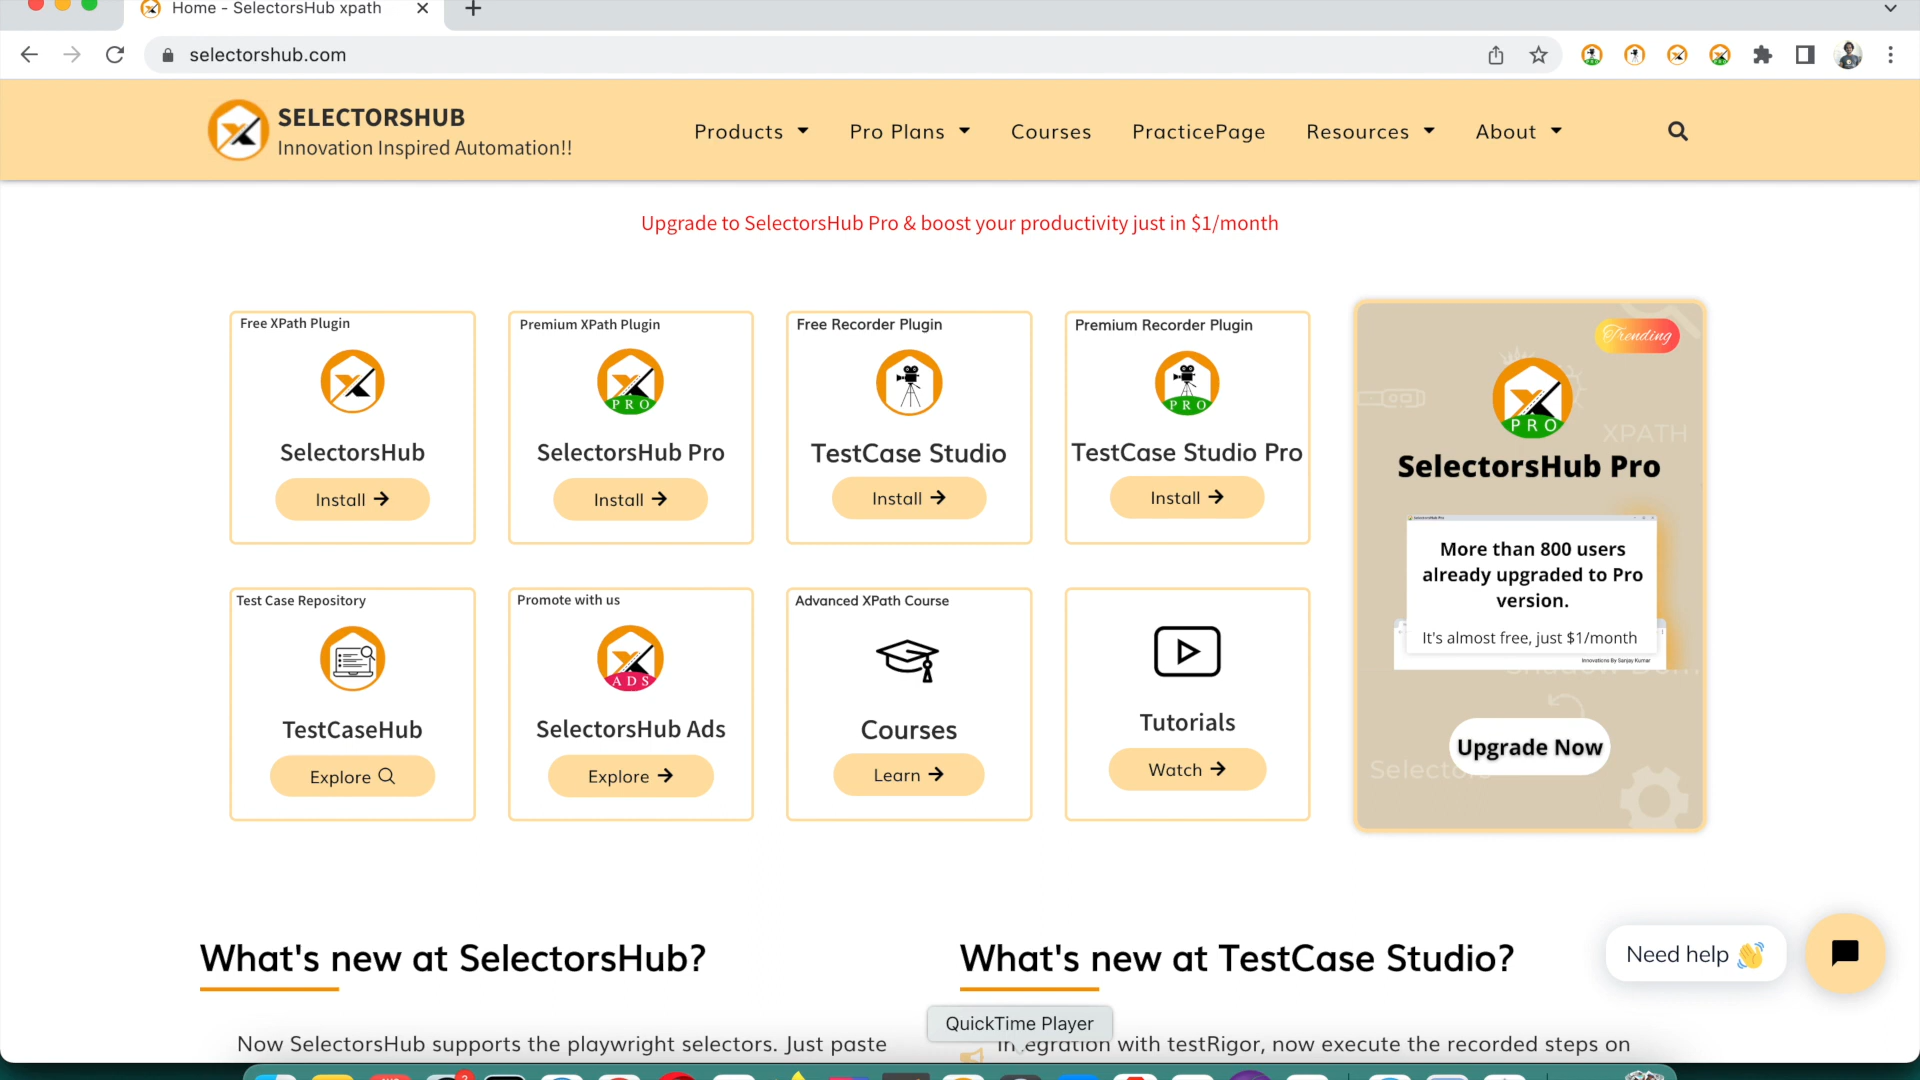 Home - SelectorsHub xpath
selectorshub.com
SELECTORSHUB
Innovation Inspired Automation!!
Products
Pro Plans
Courses
PracticePage
Resources
About
Upgrade to SelectorsHub Pro & boost your productivity just in $1/month
Free XPath Plugin
SelectorsHub
Install
Premium XPath Plugin
PRO
SelectorsHub Pro
Install
Free Recorder Plugin
TestCase Studio
Install
Premium Recorder Plugin
PRO
TestCase Studio Pro
Install
Trending
XPATH
PRO
SelectorsHub Pro
More than 800 users
already upgraded to Pro
version.
It's almost free, just $1/month
Innovations By Sanjay Kumar
Upgrade Now
Test Case Repository
TestCaseHub
Explore
Promote with us
ADS
SelectorsHub Ads
Explore
Advanced XPath Course
Courses
Learn
Tutorials
Watch
What's new at SelectorsHub?
Now SelectorsHub supports the playwright selectors. Just paste
What's new at TestCase Studio?
QuickTime Player
Integration with testRigor, now execute the recorded steps on
Need help 👋